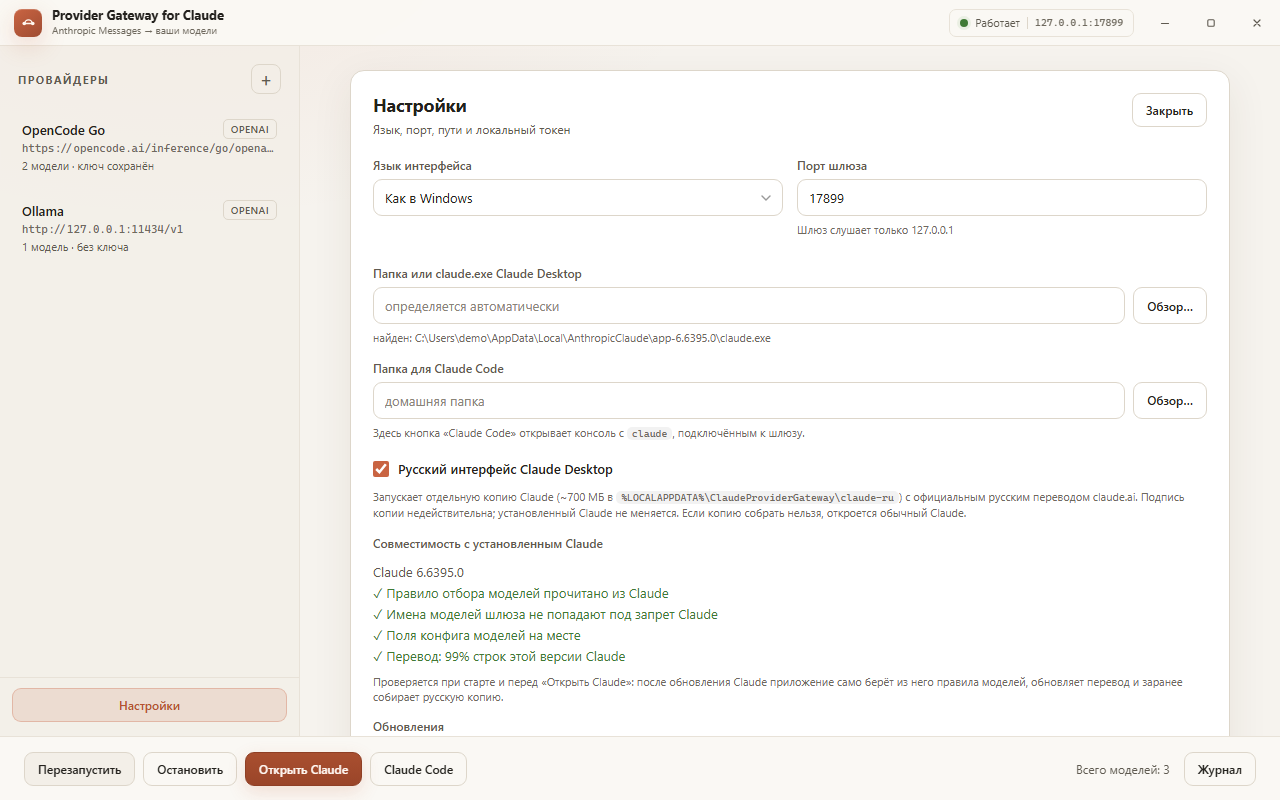 Provider Gateway for Claude
Anthropic Messages → ваши модели
Работает
127.0.0.1:17899
ПРОВАЙДЕРЫ
+
OpenCode Go
OPENAI
https://opencode.ai/inference/go/opena…
2 модели · ключ сохранён
Ollama
OPENAI
http://127.0.0.1:11434/v1
1 модель · без ключа
Настройки
Настройки
Язык, порт, пути и локальный токен
Закрыть
Язык интерфейса
Порт шлюза
Как в Windows
17899
Шлюз слушает только 127.0.0.1
Папка или claude.exe Claude Desktop
определяется автоматически
Обзор...
найден: C:\Users\demo\AppData\Local\AnthropicClaude\app-6.6395.0\claude.exe
Папка для Claude Code
домашняя папка
Обзор...
Здесь кнопка «Claude Code» открывает консоль с claude, подключённым к шлюзу.
Русский интерфейс Claude Desktop
Запускает отдельную копию Claude (~700 МБ в %LOCALAPPDATA%\ClaudeProviderGateway\claude-ru) с официальным русским переводом claude.ai. Подпись
копии недействительна; установленный Claude не меняется. Если копию собрать нельзя, откроется обычный Claude.
Совместимость с установленным Claude
Claude 6.6395.0
✓ Правило отбора моделей прочитано из Claude
✓ Имена моделей шлюза не попадают под запрет Claude
✓ Поля конфига моделей на месте
✓ Перевод: 99% строк этой версии Claude
Проверяется при старте и перед «Открыть Claude»: после обновления Claude приложение само берёт из него правила моделей, обновляет перевод и заранее
собирает русскую копию.
Обновления
Перезапустить
Остановить
Открыть Claude
Claude Code
Всего моделей: 3
Журнал